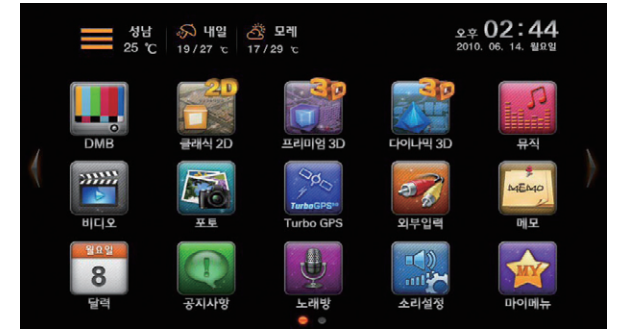 성남 내일 모레 오후 02:44
25 ℃ 19/27 ℃ 17/29 ℃ 2010. 06. 14. 월요일
2D 3D 3D
DMB 클래식 2D 프리미엄 3D 다이나믹 3D 뮤직
TurboGPS MEMO
비디오 포토 Turbo GPS 외부입력 메모
월요일
8 MY
달력 공지사항 노래방 소리설정 마이메뉴